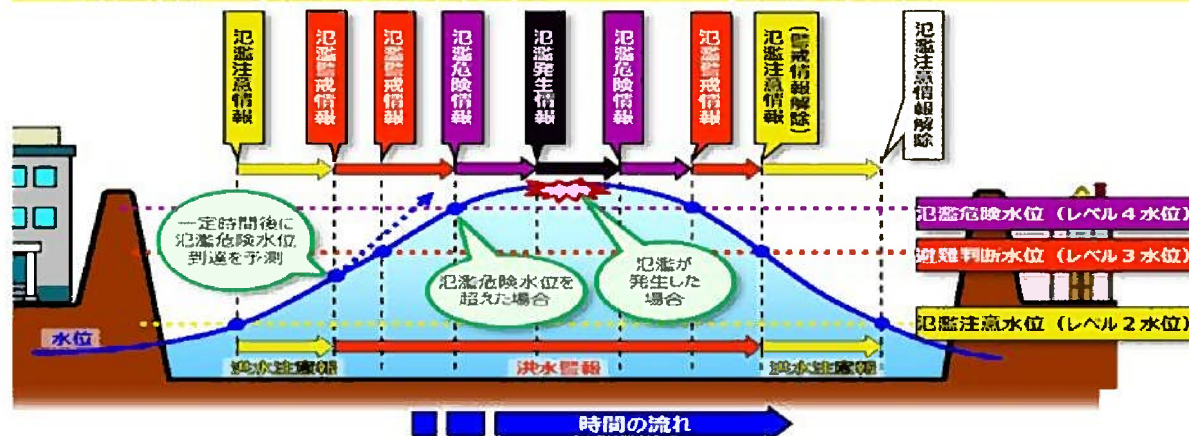 氾濫注意情報
氾濫警戒情報
氾濫警戒情報
氾濫危険情報
氾濫発生情報
氾濫危険情報
氾濫警戒情報
氾濫注意情報
(警戒情報解除)
氾濫注意情報解除
一定時間後に
氾濫危険水位
到達を予測
氾濫危険水位を
超えた場合
氾濫が
発生した
場合
氾濫危険水位(レベル4水位)
避難判断水位(レベル3水位)
氾濫注意水位(レベル2水位)
水位
洪水注意報
洪水警報
洪水注意報
時間の流れ